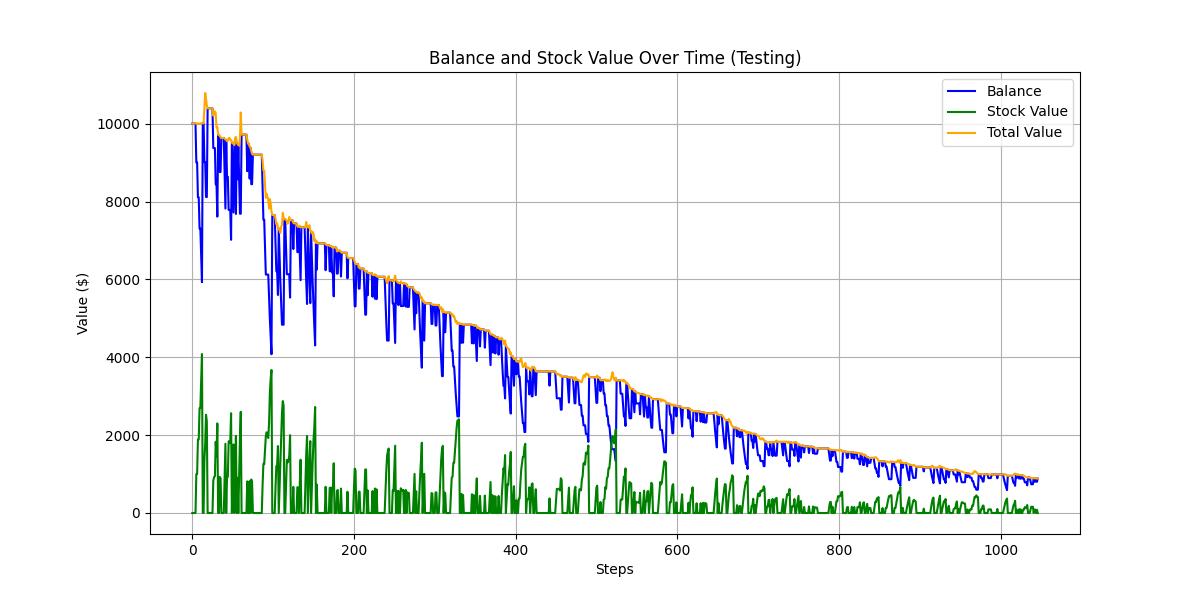 Balance and Stock Value Over Time (Testing)
Balance
Stock Value
Total Value
Value ($)
10000
8000
6000
4000
2000
0
0
200
400
600
800
1000
Steps